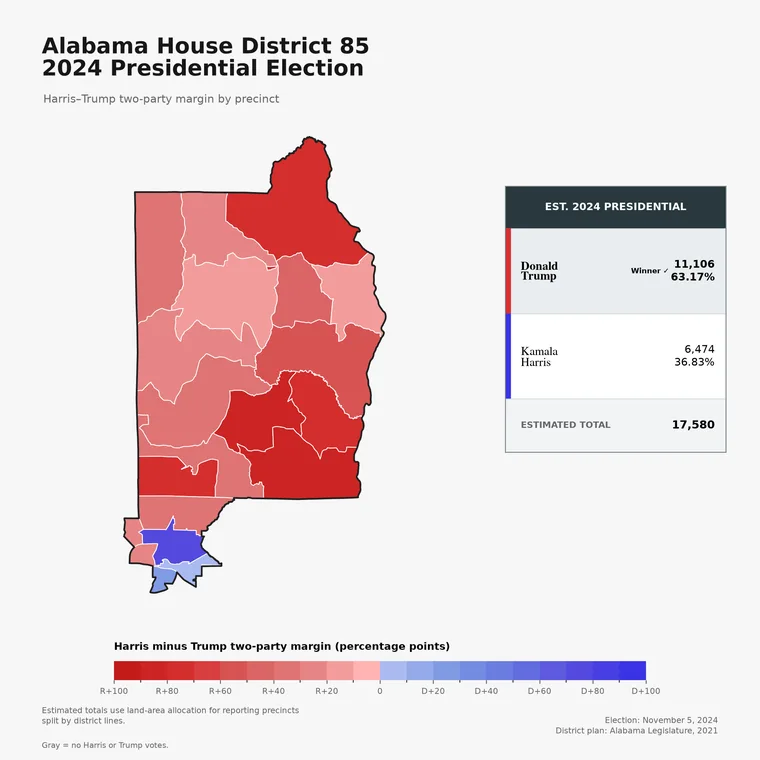 Alabama House District 85
2024 Presidential Election
Harris–Trump two-party margin by precinct
EST. 2024 PRESIDENTIAL
Donald
Trump
Winner ✓
11,106
63.17%
Kamala
Harris
6,474
36.83%
ESTIMATED TOTAL
17,580
Harris minus Trump two-party margin (percentage points)
R+100 R+80 R+60 R+40 R+20 0 D+20 D+40 D+60 D+80 D+100
Estimated totals use land-area allocation for reporting precincts
split by district lines.
Gray = no Harris or Trump votes.
Election: November 5, 2024
District plan: Alabama Legislature, 2021